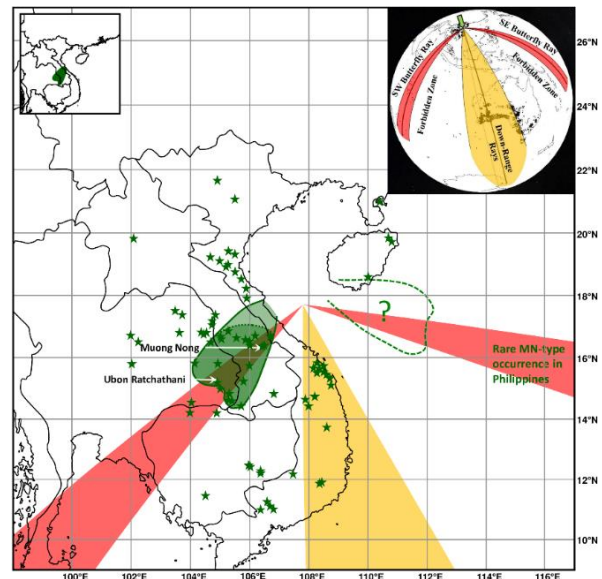 SW Butterfly Ray
Forbidden Zone
SE Butterfly Ray
Forbidden Zone
Down-Range
Rays
26°N
24°N
22°N
20°N
18°N
16°N
14°N
12°N
10°N
?
Muong Nong
Ubon Ratchathani
Rare MN-type
occurrence in
Philippines
100°E
102°E
104°E
106°E
108°E
110°E
112°E
114°E
116°E